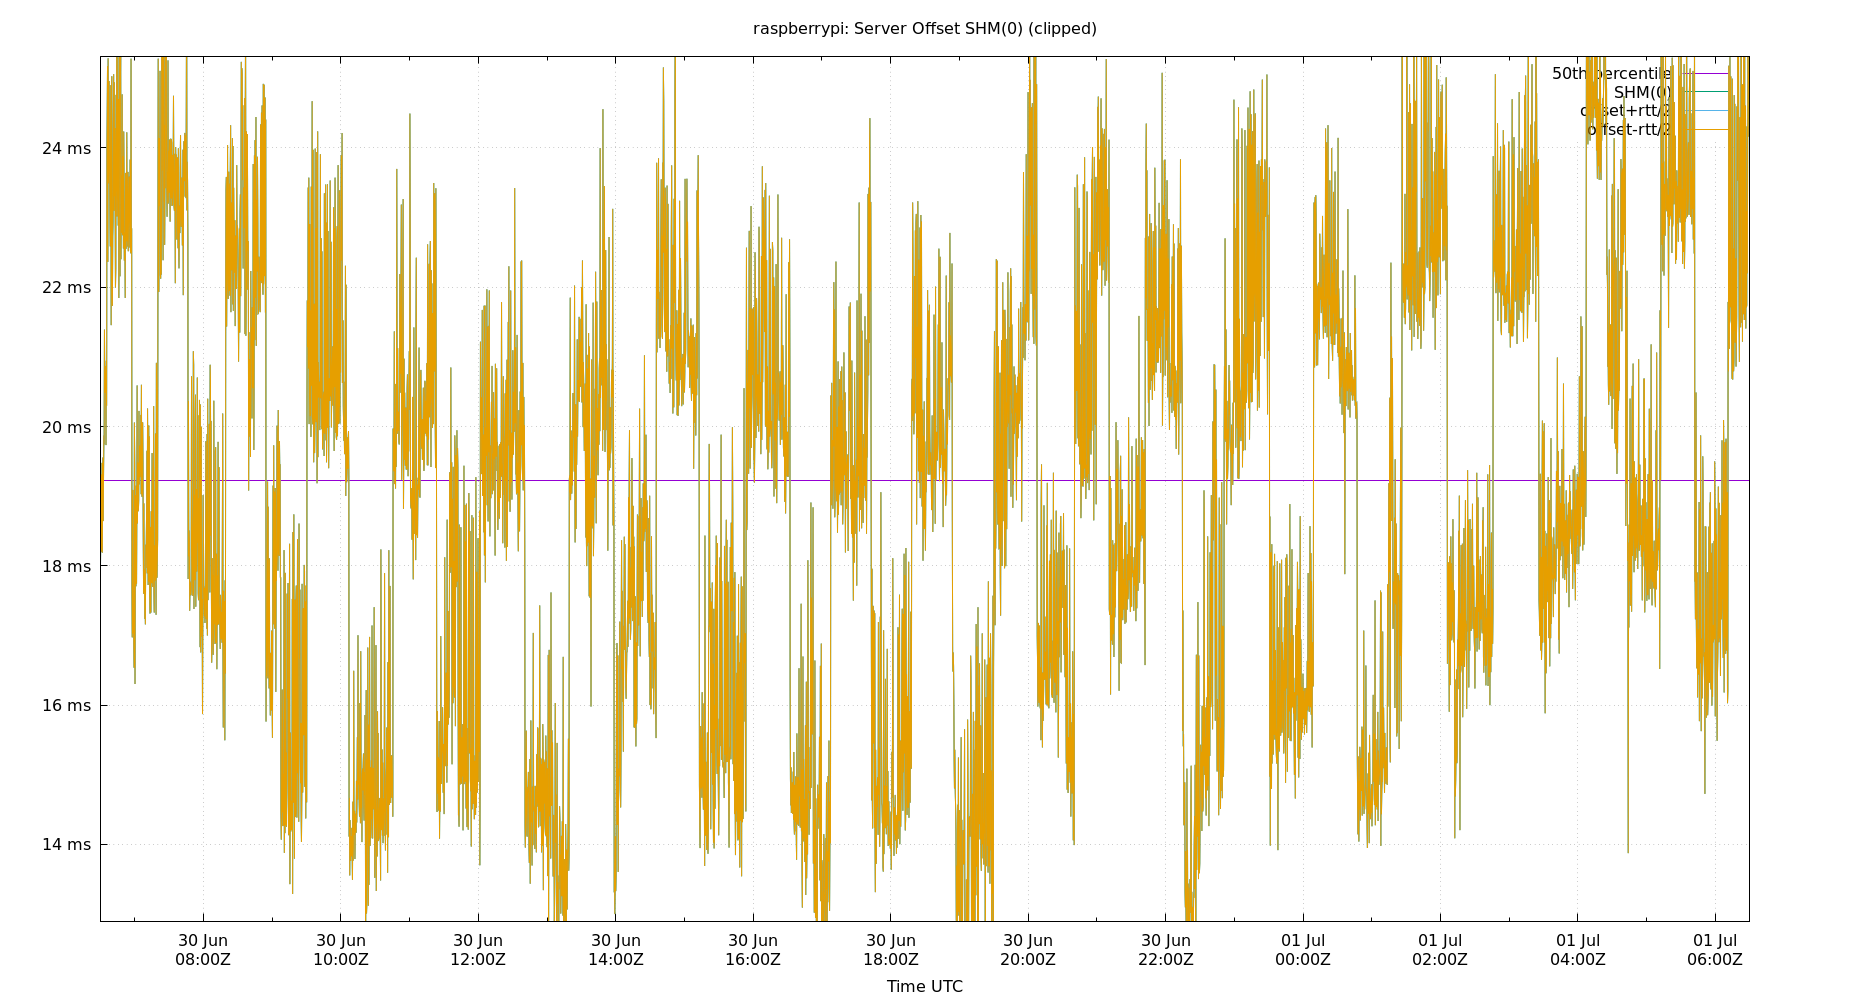 raspberrypi: Server Offset SHM(0) (clipped)
50th percentile
SHM(0)
offset+rtt/2
offset-rtt/2
24 ms
22 ms
20 ms
18 ms
16 ms
14 ms
30 Jun 30 Jun 30 Jun 30 Jun 30 Jun 30 Jun 30 Jun 30 Jun 01 Jul 01 Jul 01 Jul 01 Jul
08:00Z 10:00Z 12:00Z 14:00Z 16:00Z 18:00Z 20:00Z 22:00Z 00:00Z 02:00Z 04:00Z 06:00Z
Time UTC